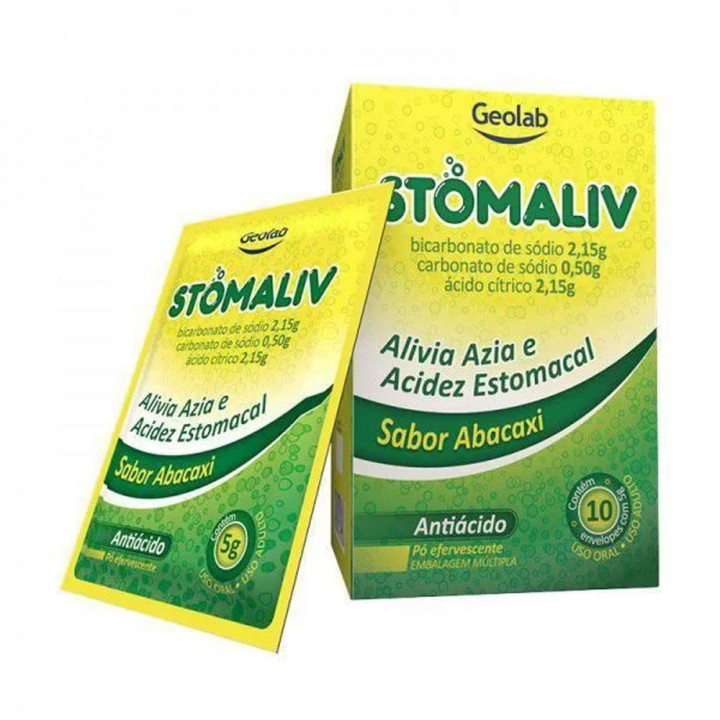 Geolab
STOMALIV
bicarbonato de sódio 2,15g
carbonato de sódio 0,50g
ácido cítrico 2,15g
Alivia Azia e
Acidez Estomacal
Sabor Abacaxi
Antiácido
Pó efervescente
EMBALAGEM MÚLTIPLA
Contém
10
envelopes com 5g
USO ORAL • USO ADULTO
Geolab
STOMALIV
bicarbonato de sódio 2,15g
carbonato de sódio 0,50g
ácido cítrico 2,15g
Alivia Azia e
Acidez Estomacal
Sabor Abacaxi
Antiácido
Pó efervescente
Contém
5g
USO ORAL • USO ADULTO